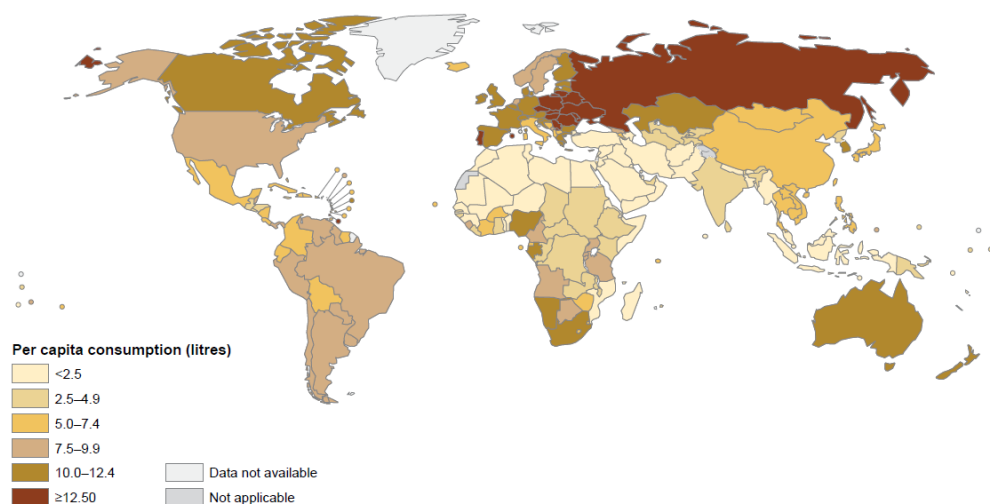 Per capita consumption (litres)
<2.5
2.5–4.9
5.0–7.4
7.5–9.9
10.0–12.4
≥12.50
Data not available
Not applicable